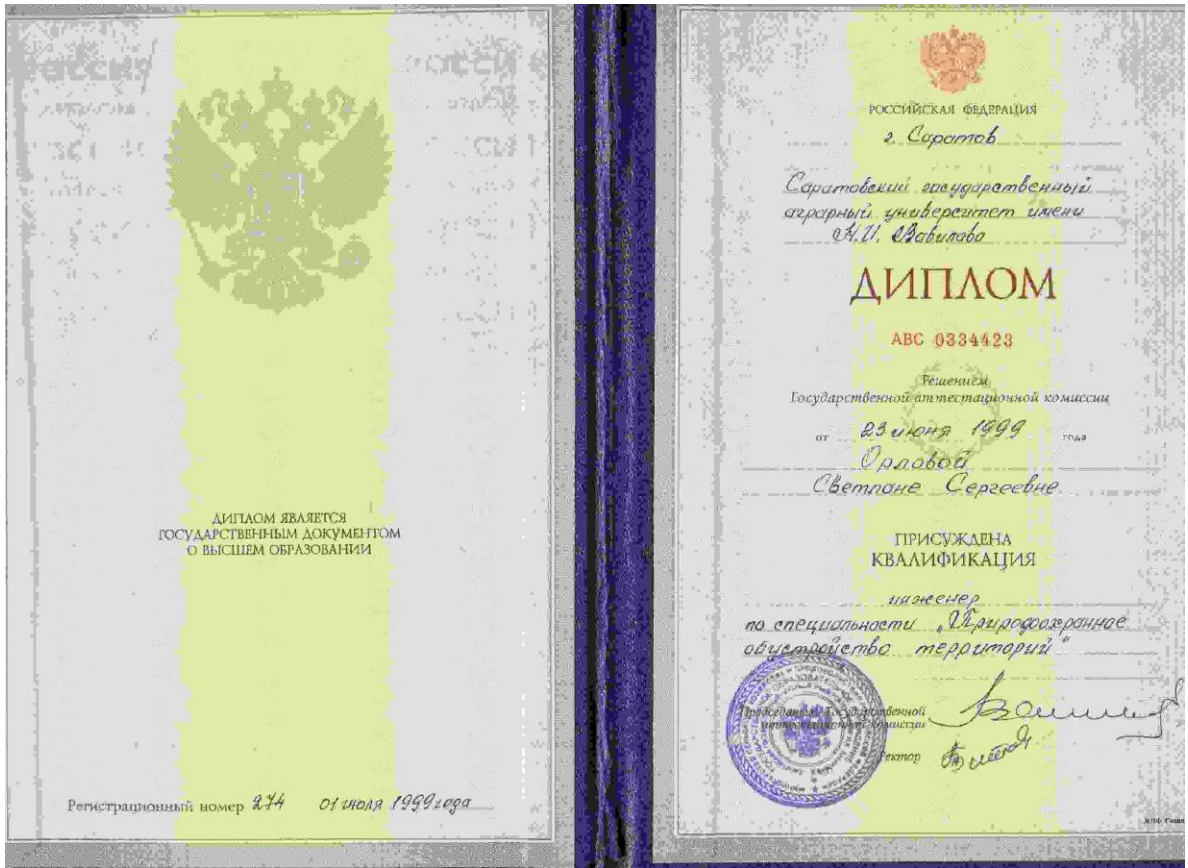 ДИПЛОМ ЯВЛЯЕТСЯ
ГОСУДАРСТВЕННЫМ ДОКУМЕНТОМ
О ВЫСШЕМ ОБРАЗОВАНИИ
Регистрационный номер 274 01 июля 1999 года
РОССИЙСКАЯ ФЕДЕРАЦИЯ
г. Саратов
Саратовский государственный
аграрный университет имени
Н.И. Вавилова
ДИПЛОМ
АВС 0334423
Решением
Государственной аттестационной комиссии
от 23 июня 1999 года
Орловой
Светлане Сергеевне
ПРИСУЖДЕНА
КВАЛИФИКАЦИЯ
инженер
по специальности „Природоохранное
обустройство территорий"
Председатель Государственной
аттестационной комиссии
Ректор